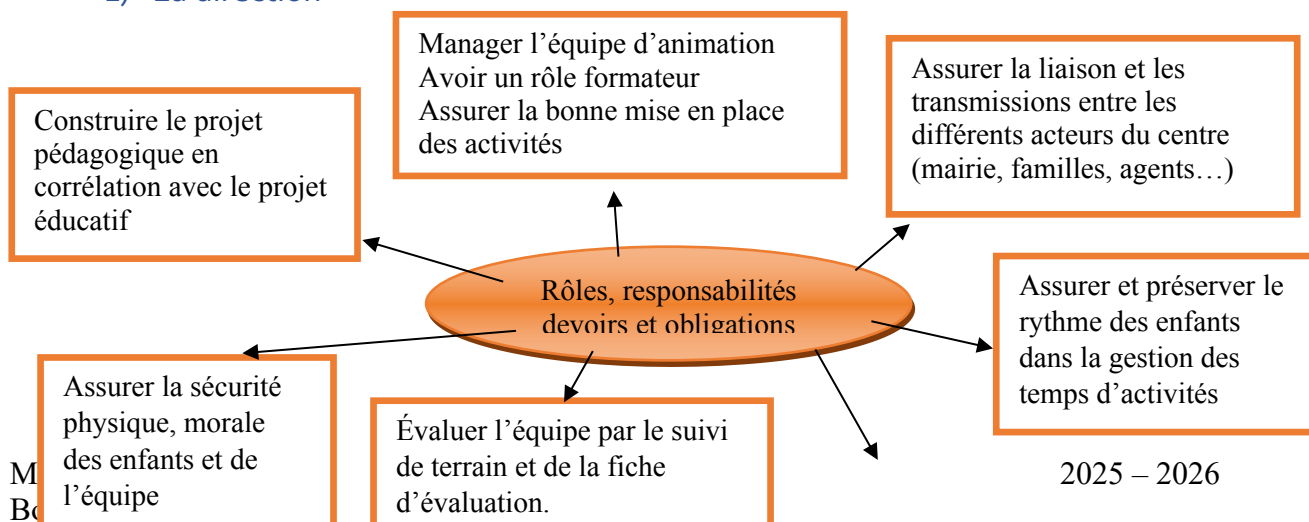 La direction
Manager l’équipe d’animation
Avoir un rôle formateur
Assurer la bonne mise en place
des activités
Assurer la liaison et les
transmissions entre les
différents acteurs du centre
(mairie, familles, agents…)
Construire le projet
pédagogique en
corrélation avec le projet
éducatif
Rôles, responsabilités
devoirs et obligations
Assurer et préserver le
rythme des enfants
dans la gestion des
temps d’activités
Assurer la sécurité
physique, morale
des enfants et de
l’équipe
Évaluer l’équipe par le suivi
de terrain et de la fiche
d’évaluation.
M
2025 – 2026